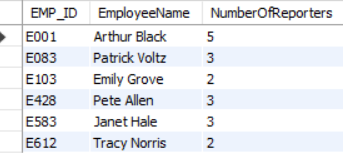 EMP_ID EmployeeName NumberOfReporters
E001 Arthur Black 5
E083 Patrick Voltz 3
E103 Emily Grove 2
E428 Pete Allen 3
E583 Janet Hale 3
E612 Tracy Norris 2